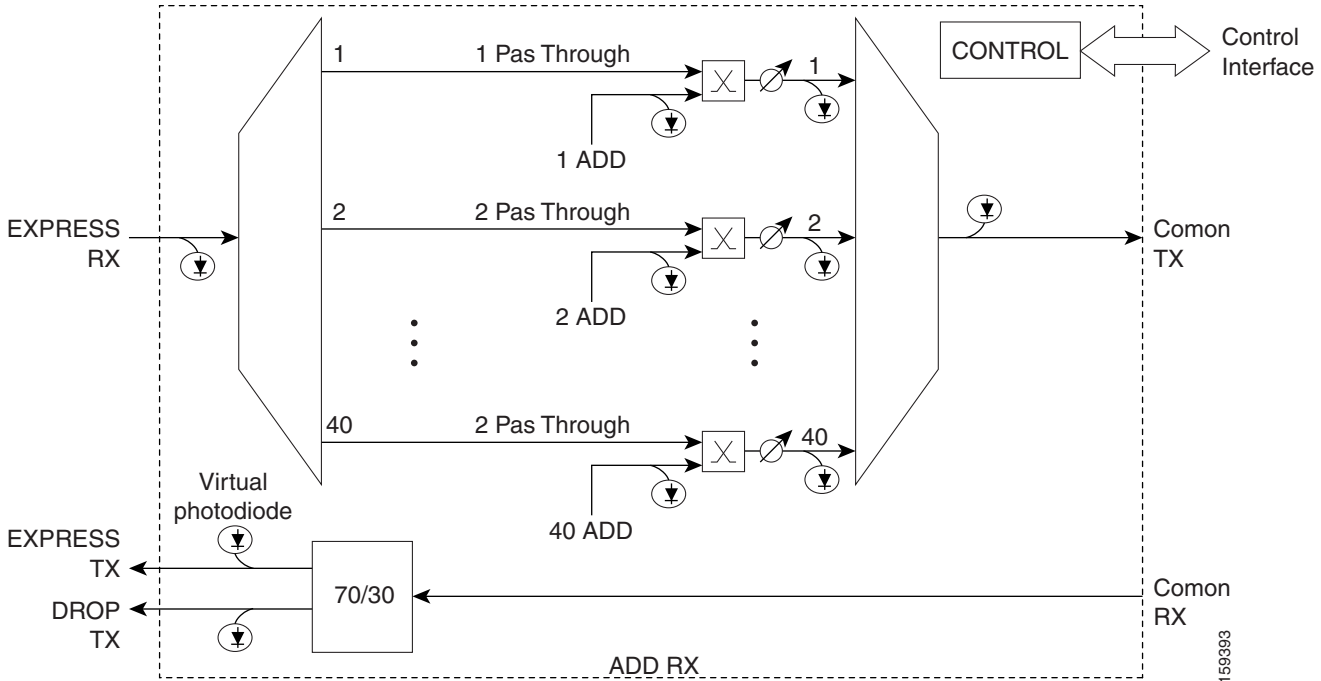 CONTROL
Control
Interface
1
1 Pas Through
1
1 ADD
EXPRESS
RX
2
2 Pas Through
2
2 ADD
Comon
TX
40
2 Pas Through
40
40 ADD
Virtual
photodiode
EXPRESS
TX
DROP
TX
70/30
Comon
RX
ADD RX
159393